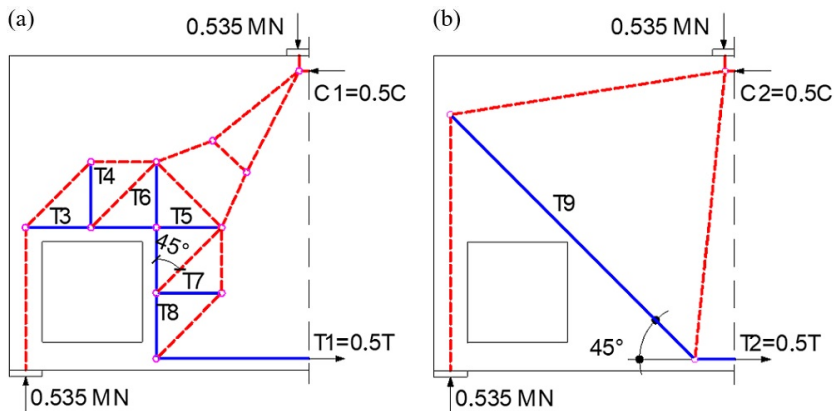 (a)
0.535 MN
C1=0.5C
T4
T6
T3
T5
45°
T7
T8
T1=0.5T
0.535 MN
(b)
0.535 MN
C2=0.5C
T9
45°
T2=0.5T
0.535 MN